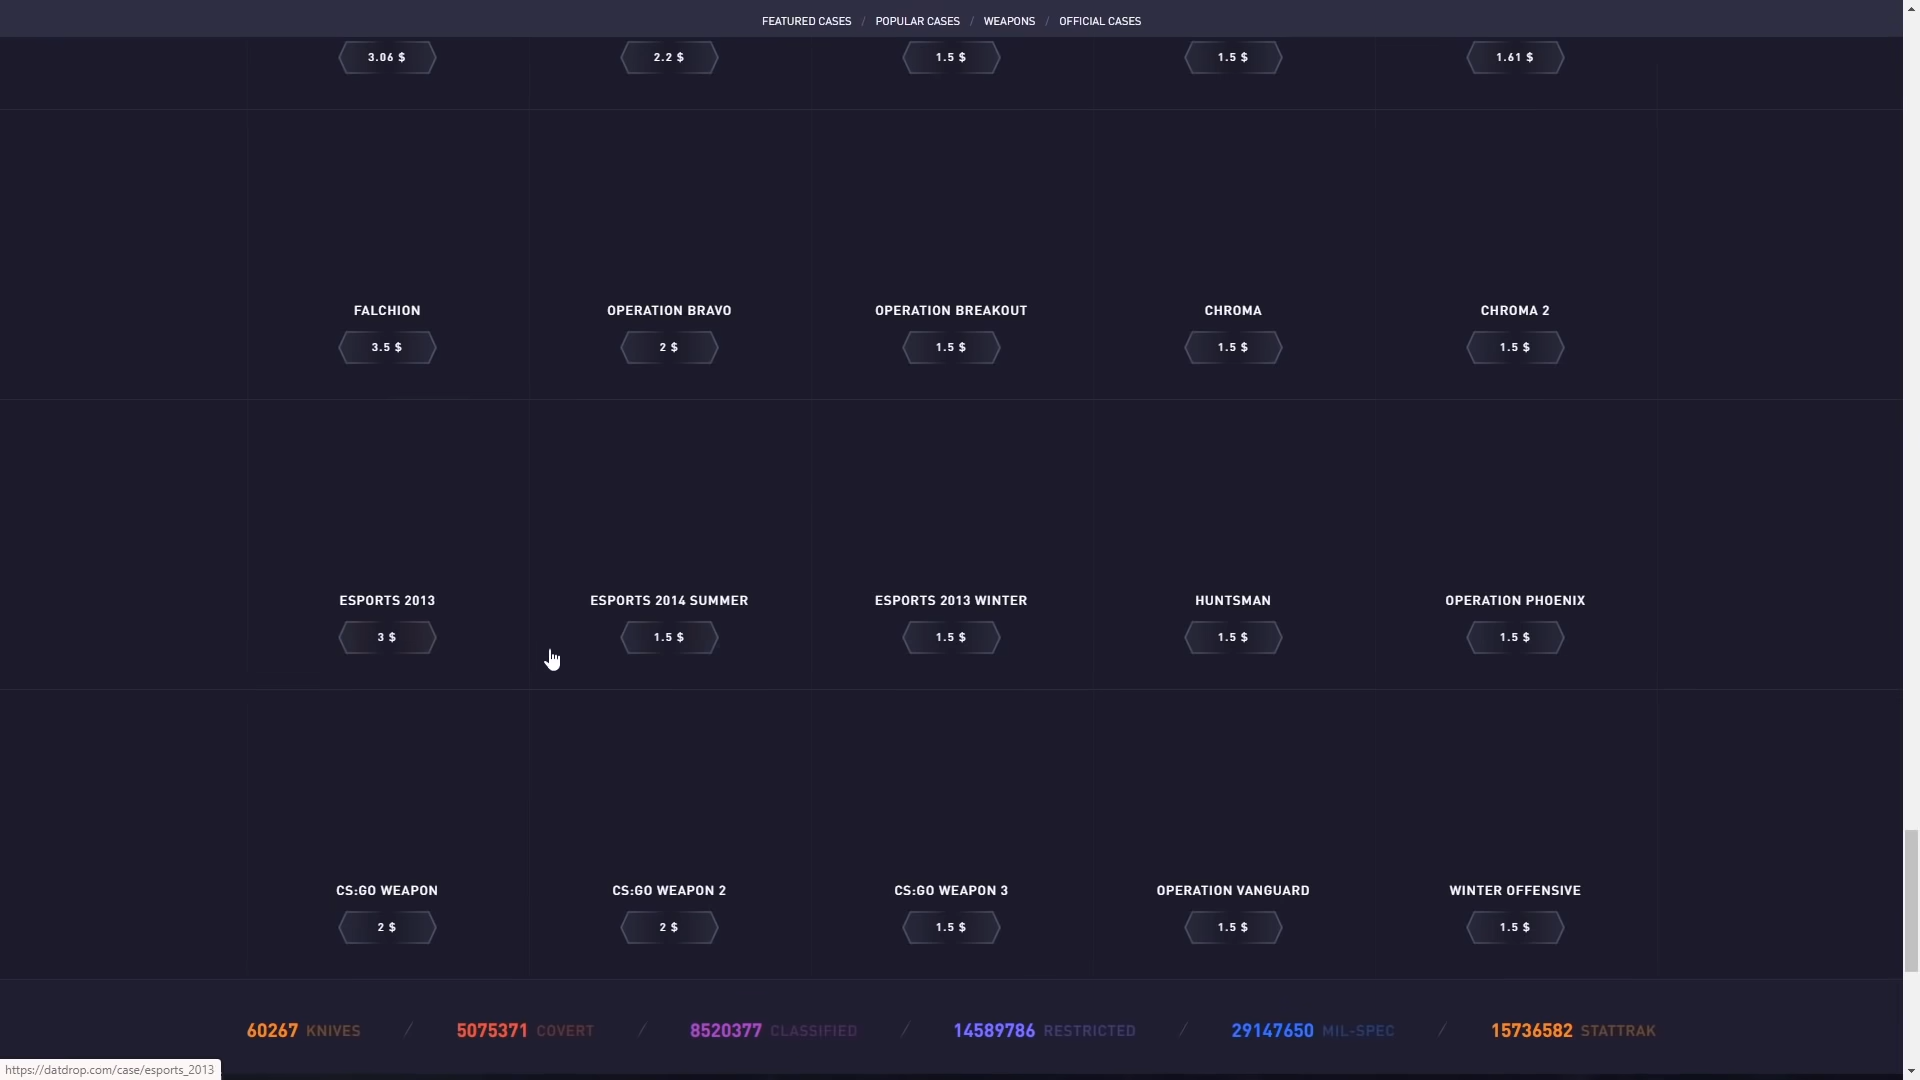 FEATURED CASES / POPULAR CASES / WEAPONS / OFFICIAL CASES
3.06 $ 2.2 $ 1.5 $ 1.5 $ 1.61 $
FALCHION OPERATION BRAVO OPERATION BREAKOUT CHROMA CHROMA 2
3.5 $ 2 $ 1.5 $ 1.5 $ 1.5 $
ESPORTS 2013 ESPORTS 2014 SUMMER ESPORTS 2013 WINTER HUNTSMAN OPERATION PHOENIX
3 $ 1.5 $ 1.5 $ 1.5 $ 1.5 $
CS:GO WEAPON CS:GO WEAPON 2 CS:GO WEAPON 3 OPERATION VANGUARD WINTER OFFENSIVE
2 $ 2 $ 1.5 $ 1.5 $ 1.5 $
60267 KNIVES / 5075371 COVERT / 8520377 CLASSIFIED / 14589786 RESTRICTED / 29147650 MIL-SPEC / 15736582 STATTRAK
https://datdrop.com/case/esports_2013